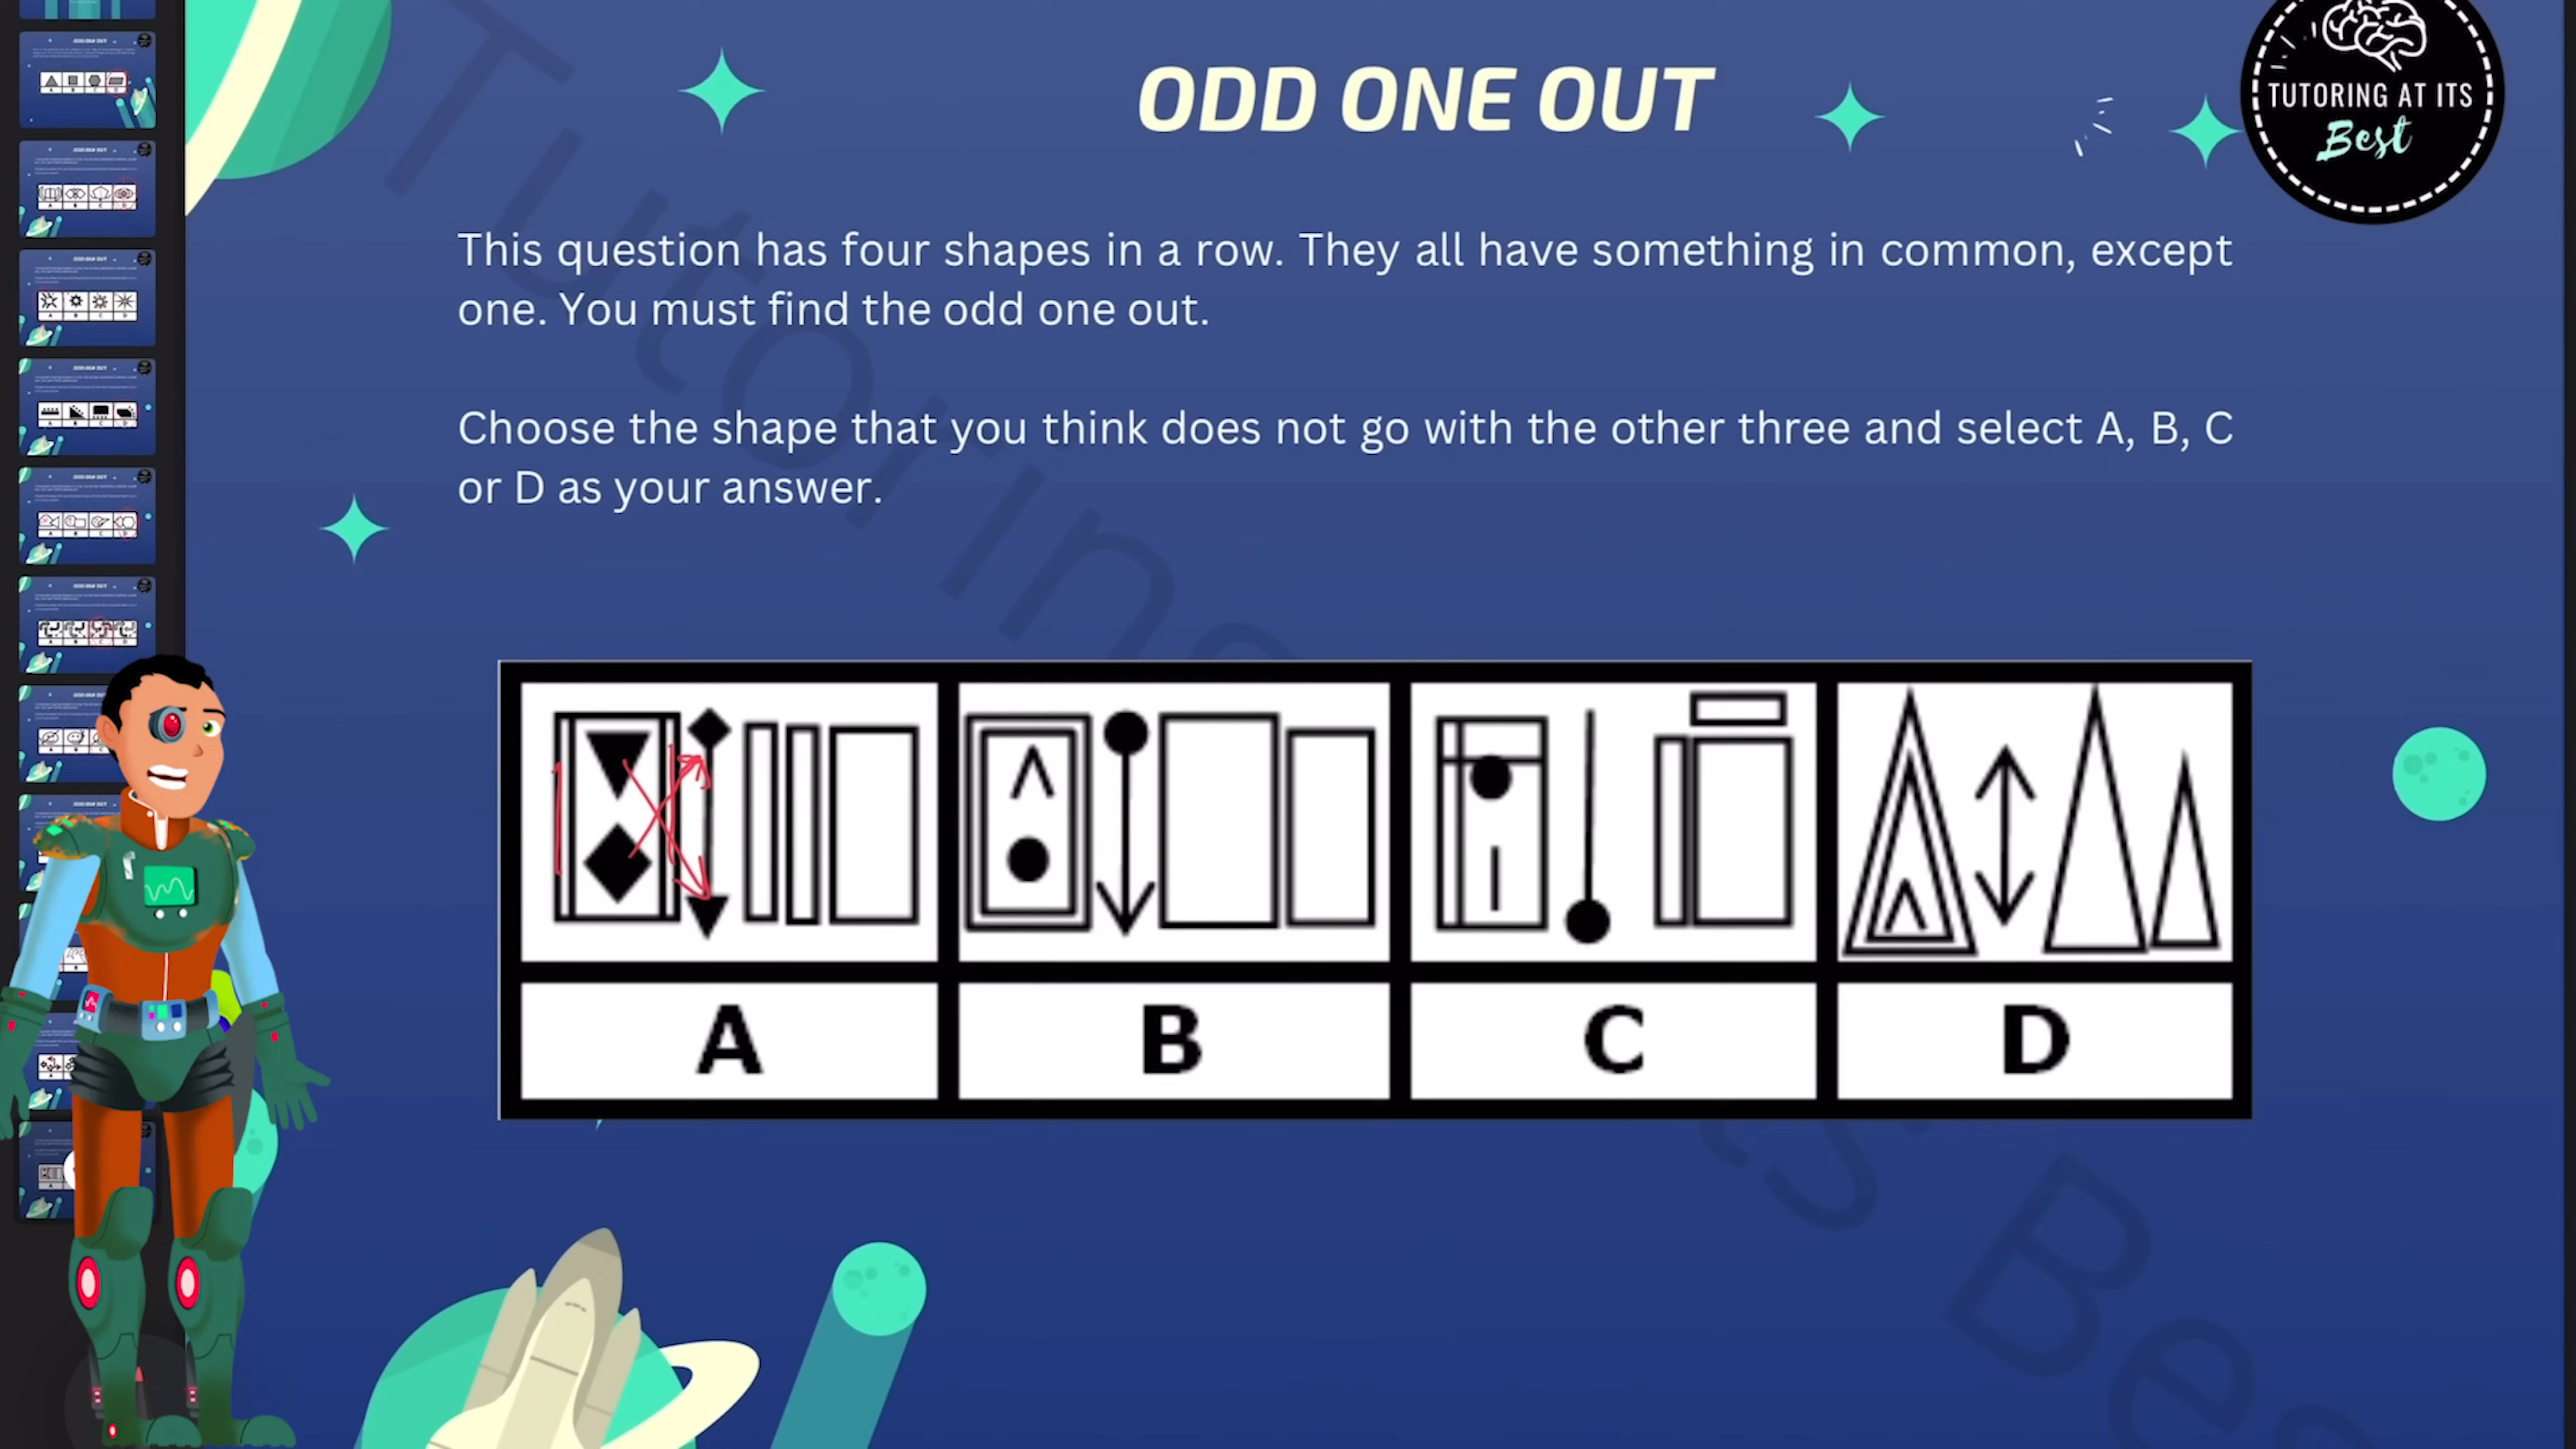 ODD ONE OUT
TUTORING AT ITS
Best
This question has four shapes in a row. They all have something in common, except
one. You must find the odd one out.
Choose the shape that you think does not go with the other three and select A, B, C
or D as your answer.
A B C D